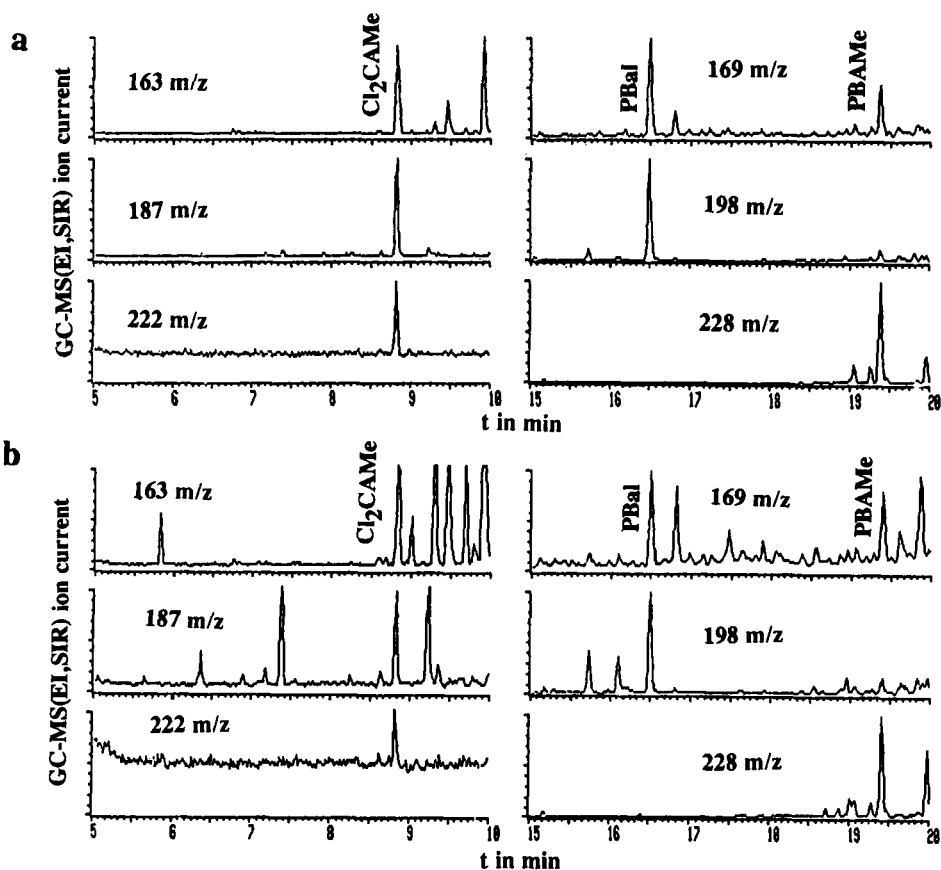 a
GC-MS(EI,SIR) ion current
163 m/z
Cl₂CAMe
187 m/z
222 m/z
5 6 7 8 9 10
PBal
169 m/z
PBAMe
198 m/z
228 m/z
15 16 17 18 19 20
t in min
b
GC-MS(EI,SIR) ion current
163 m/z
Cl₂CAMe
187 m/z
222 m/z
5 6 7 8 9 10
PBal
169 m/z
PBAMe
198 m/z
228 m/z
15 16 17 18 19 20
t in min